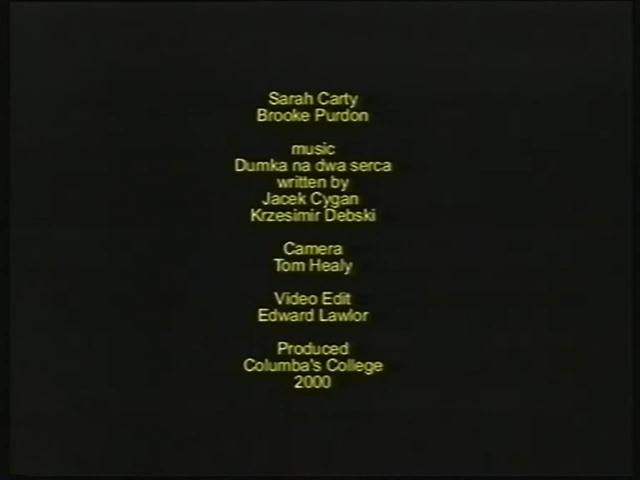 Sarah Carty
Brooke Purdon
music
Dumka na dwa serca
written by
Jacek Cygan
Krzesimir Debski
Camera
Tom Healy
Video Edit
Edward Lawlor
Produced
Columba's College
2000